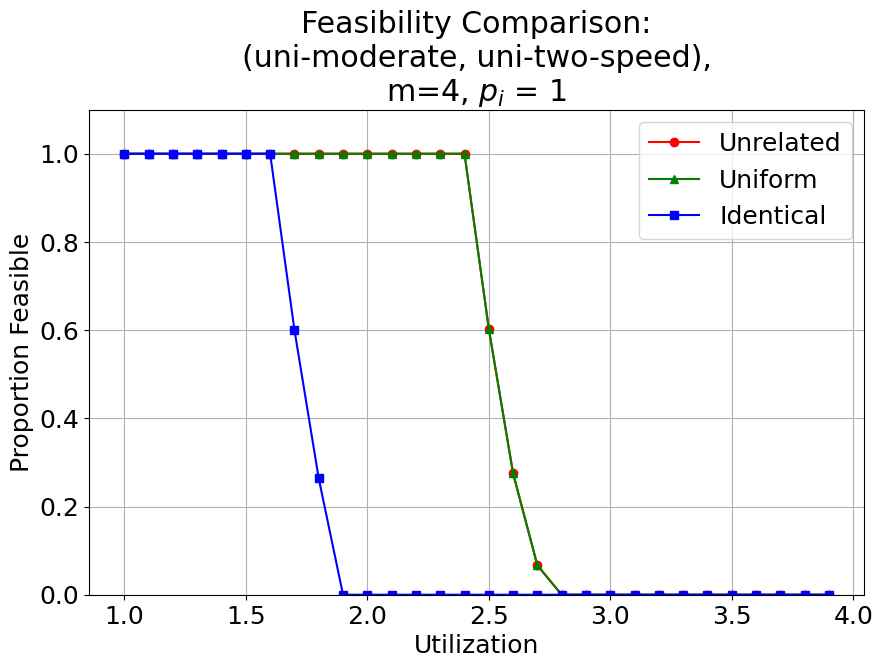 Feasibility Comparison:
(uni-moderate, uni-two-speed),
m=4, $p_i$ = 1
Unrelated
Uniform
Identical
Proportion Feasible
1.0
0.8
0.6
0.4
0.2
0.0
1.0 1.5 2.0 2.5 3.0 3.5 4.0
Utilization